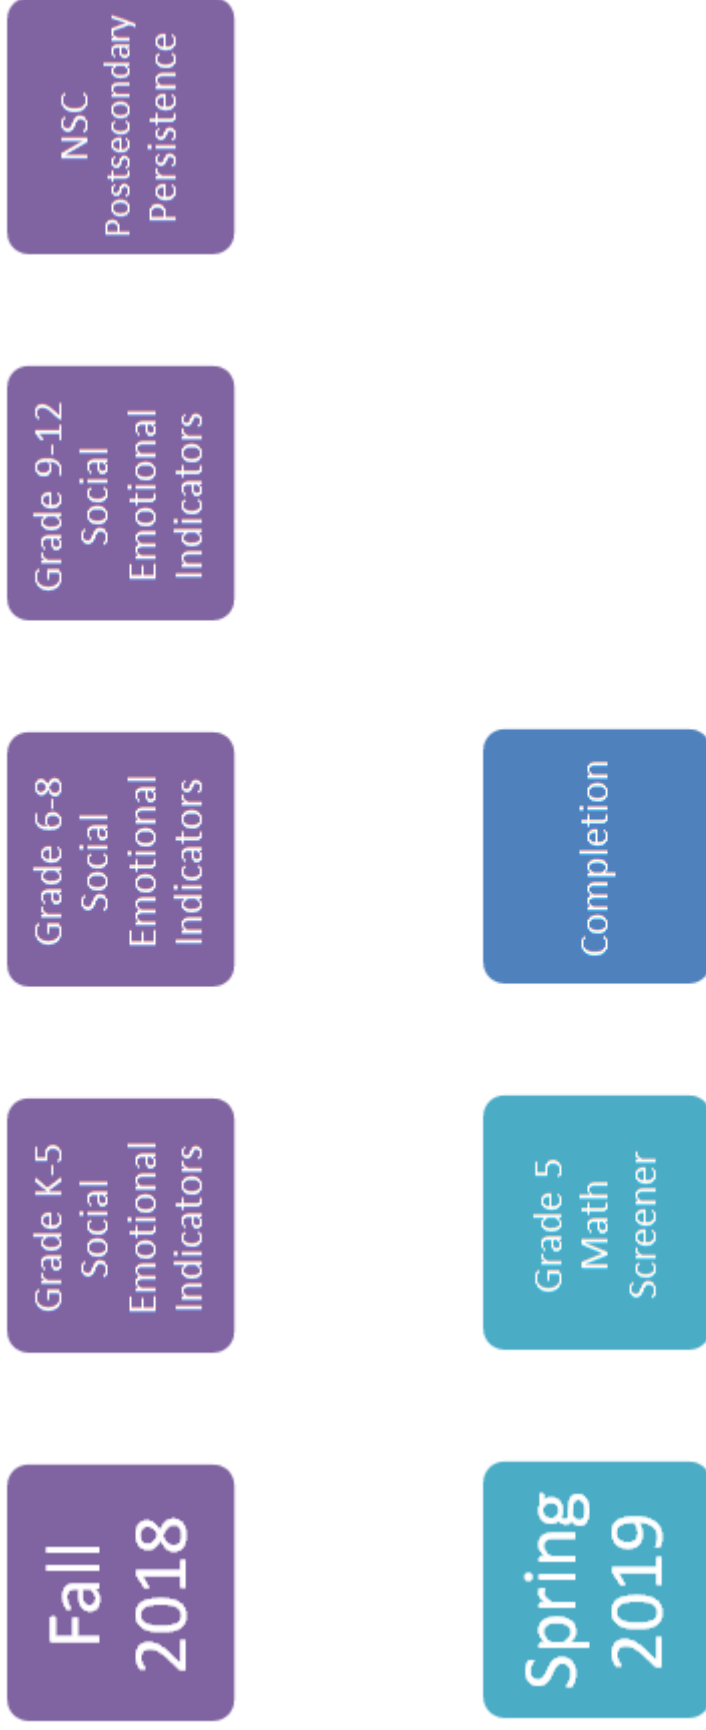 Fall
2018
Grade K-5
Social
Emotional
Indicators
Grade 6-8
Social
Emotional
Indicators
Grade 9-12
Social
Emotional
Indicators
NSC
Postsecondary
Persistence
Spring
2019
Grade 5
Math
Screener
Completion